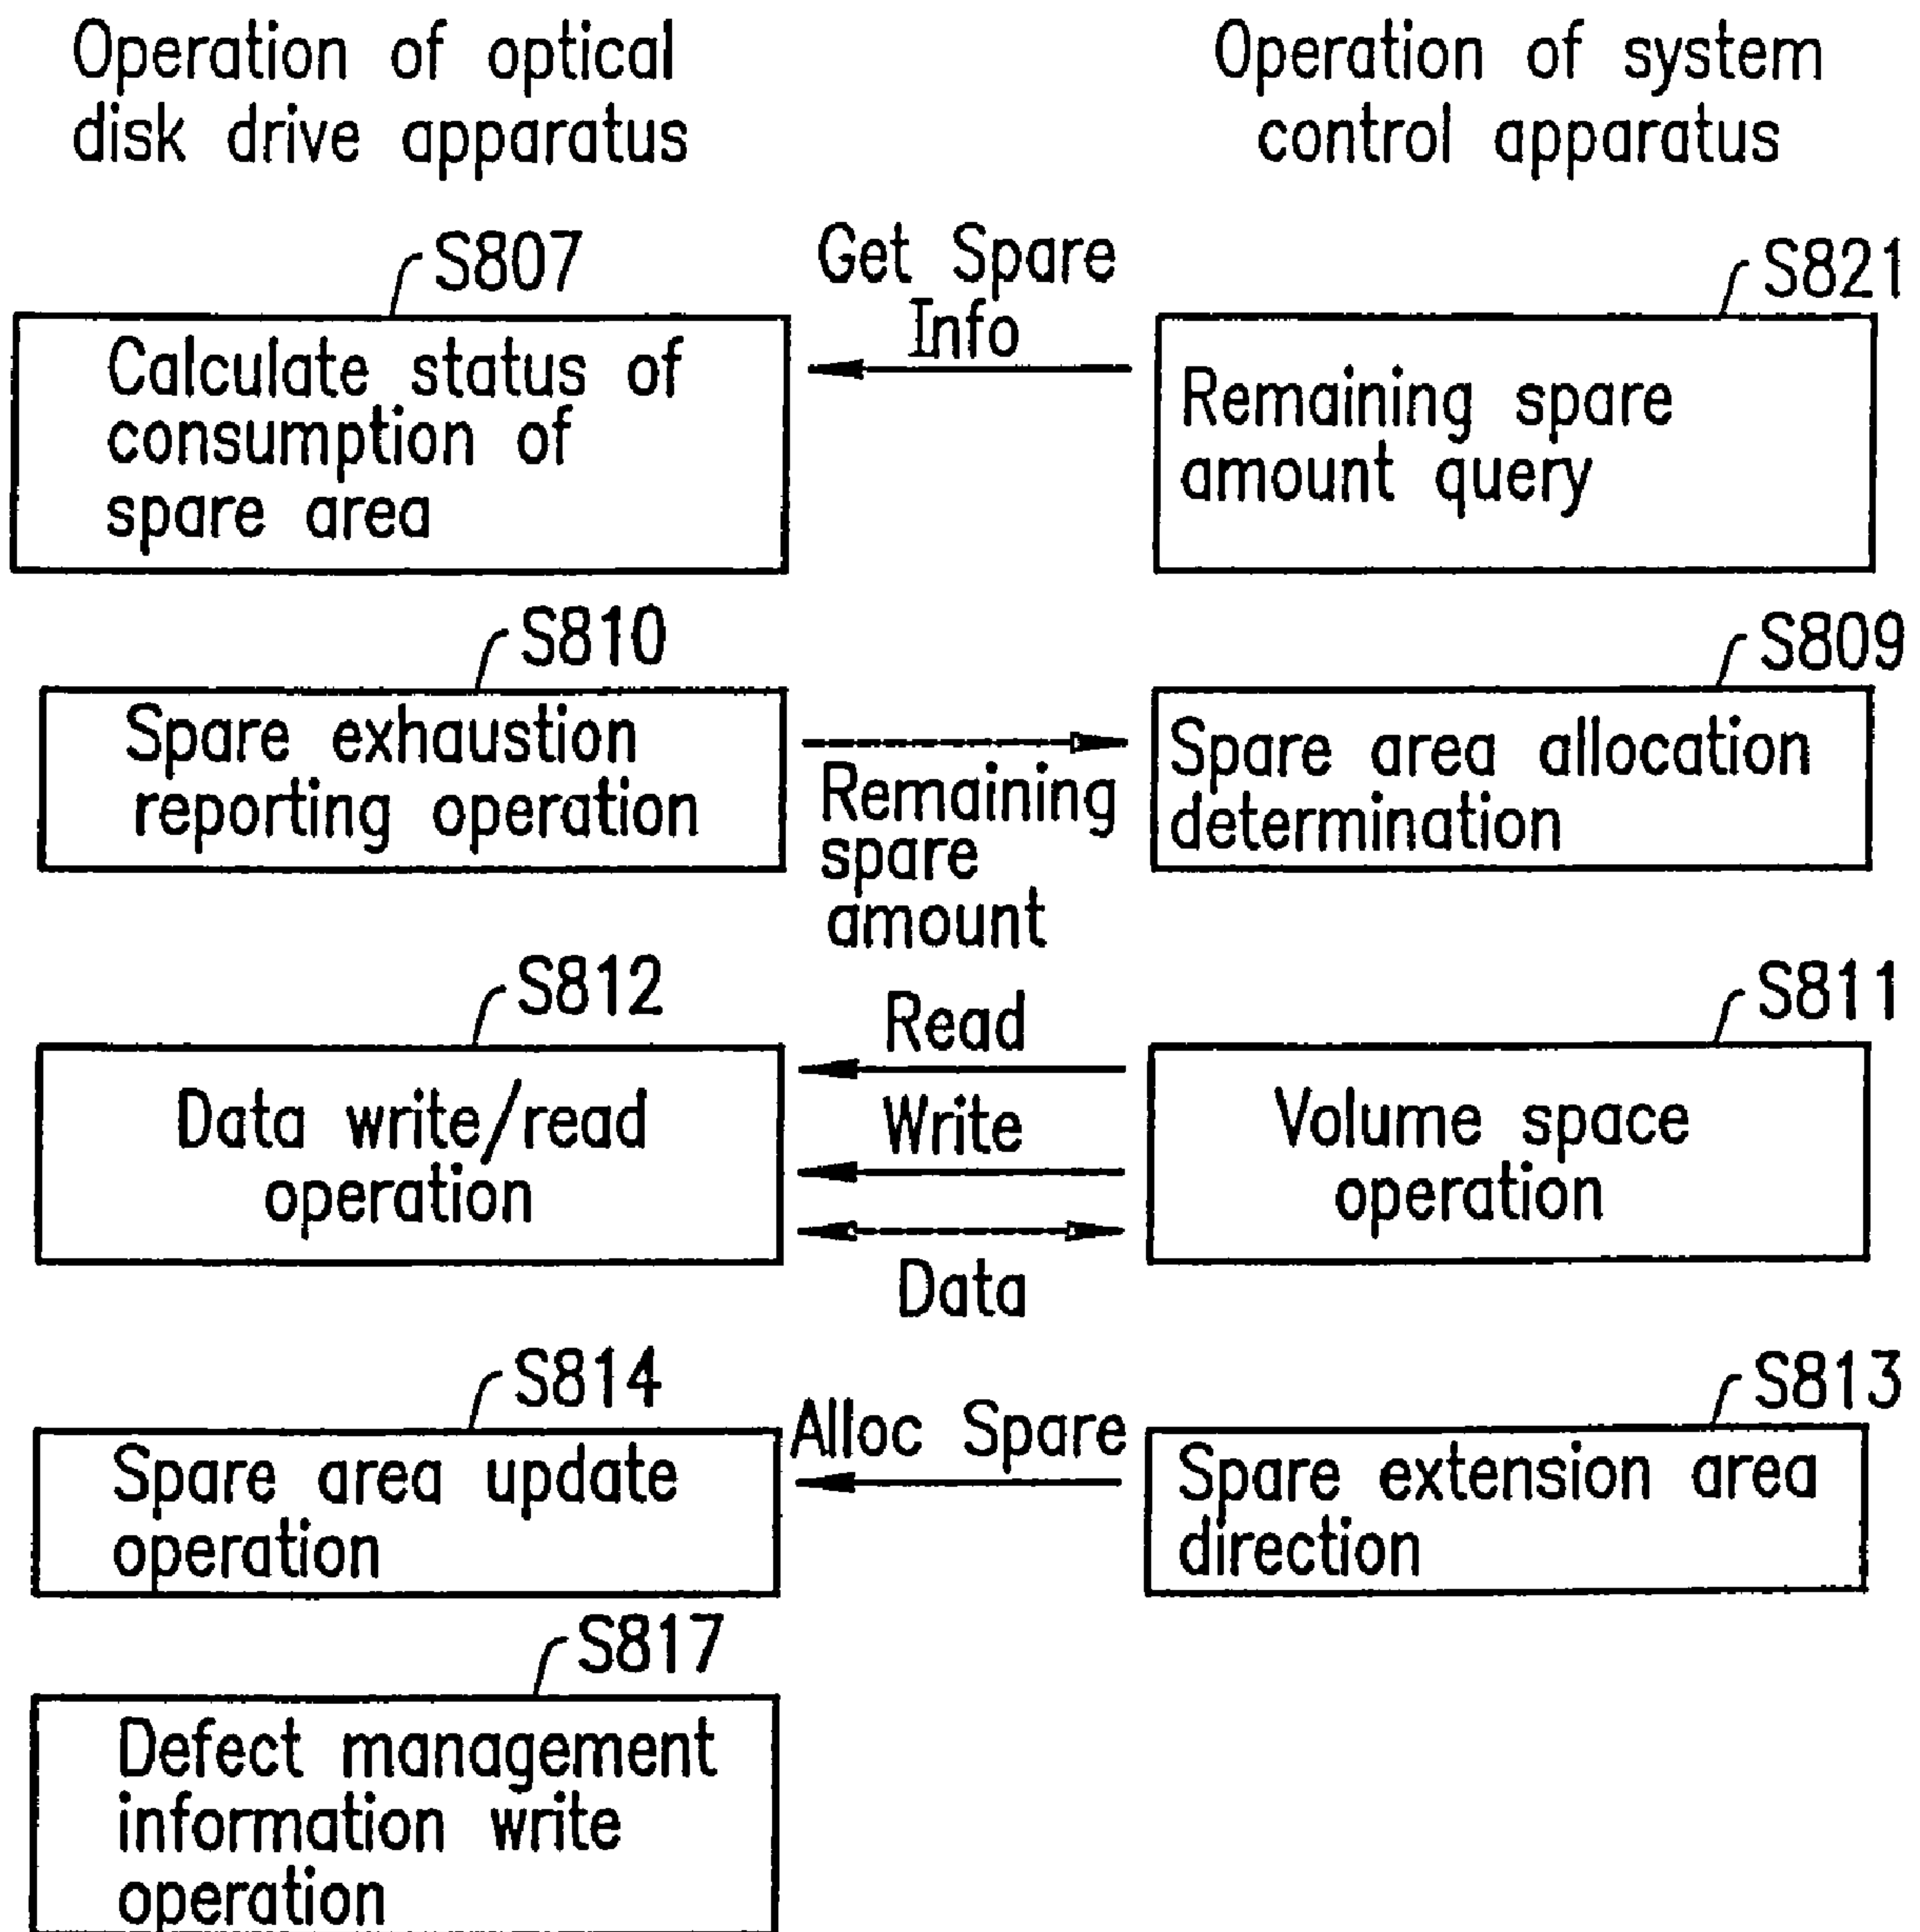 Operation of optical
disk drive apparatus
Operation of system
control apparatus
S807
Calculate status of
consumption of
spare area
Get Spare
Info
S821
Remaining spare
amount query
S810
Spare exhaustion
reporting operation
Remaining
spare
amount
S809
Spare area allocation
determination
S812
Data write/read
operation
Read
Write
Data
S811
Volume space
operation
S814
Spare area update
operation
Alloc Spare
S813
Spare extension area
direction
S817
Defect management
information write
operation